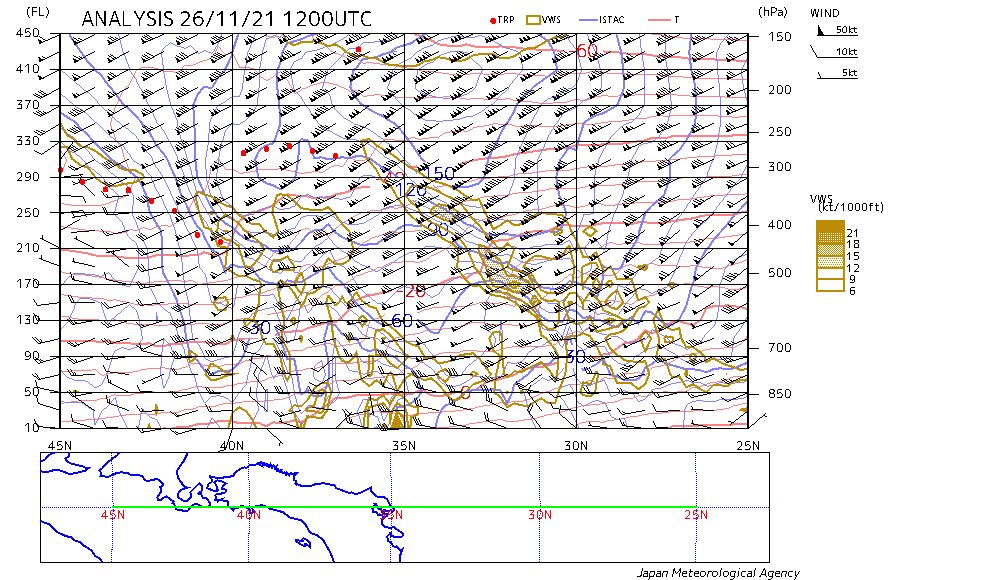 (FL) ANALYSIS 26/11/21 1200UTC TRP VWS ISTAC T (hPa) WIND
450 60 150 50kt
410 10kt
370 200 5kt
330 250
290 150 300
250 120 VWS
210 90 400 (kt/1000ft)
170 -20 500 21
130 30 60 18
90 30 700 15
50 0 850 12
10 9
6
45N 40N 35N 30N 25N
45N 40N 35N 30N 25N
Japan Meteorological Agency